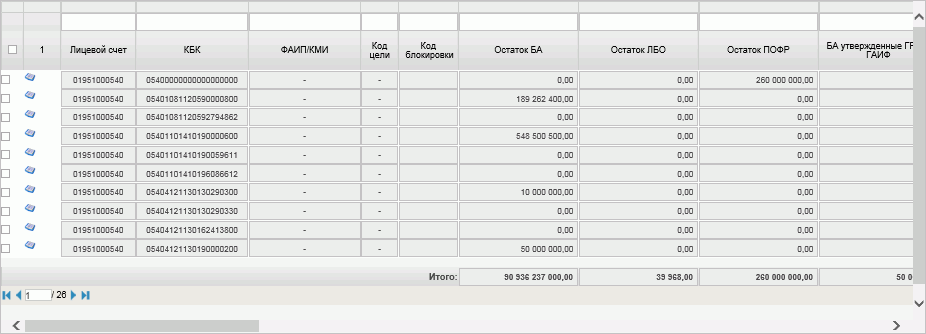 1 Лицевой счет КБК ФАИП/КМИ Код цели Код блокировки Остаток БА Остаток ЛБО Остаток ПОФР БА утвержденные ГАИФ
01951000540 05400000000000000000 - - 0,00 0,00 260 000 000,00
01951000540 05401081120590000800 - - 189 262 400,00 0,00 0,00
01951000540 05401081120592794862 - - 0,00 0,00 0,00
01951000540 05401101410190000600 - - 548 500 500,00 0,00 0,00
01951000540 05401101410190059611 - - 0,00 0,00 0,00
01951000540 05401101410196086612 - - 0,00 0,00 0,00
01951000540 05404121130130290300 - - 10 000 000,00 0,00 0,00
01951000540 05404121130130290330 - - 0,00 0,00 0,00
01951000540 05404121130162413800 - - 0,00 0,00 0,00
01951000540 05404121130190000200 - - 50 000 000,00 0,00 0,00
Итого: 90 936 237 000,00 39 968,00 260 000 000,00 50 0
1 / 26